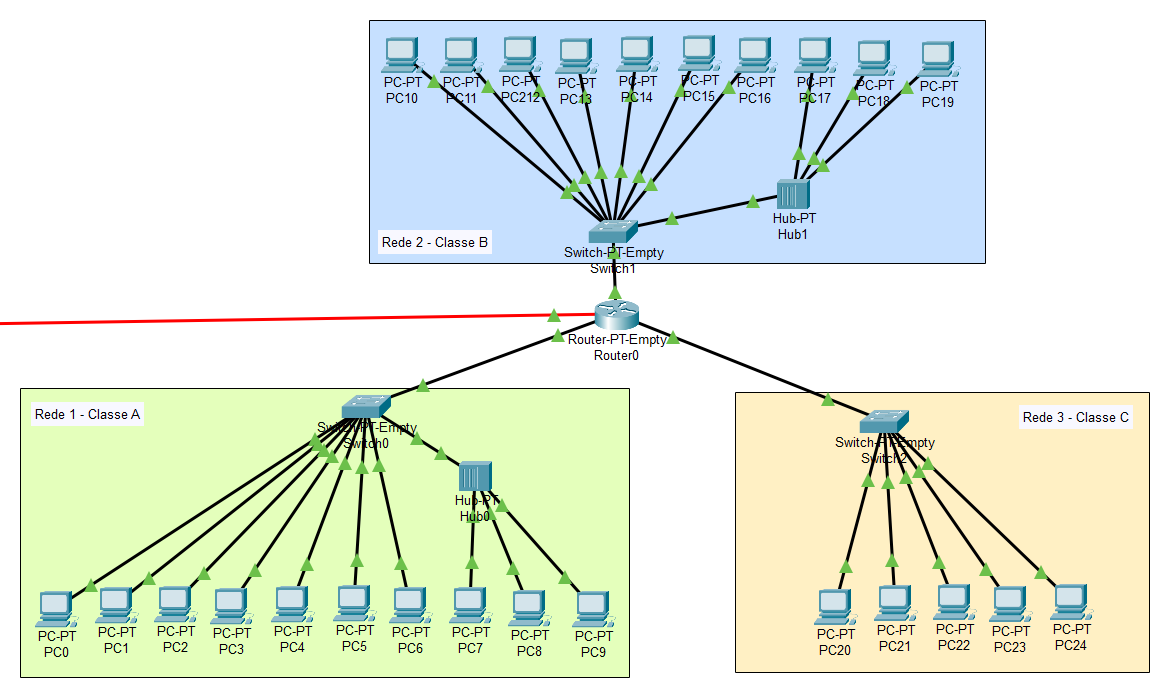 PC-PT
PC10
PC-PT
PC11
PC-PT
PC212
PC-PT
PC13
PC-PT
PC14
PC-PT
PC15
PC-PT
PC16
PC-PT
PC17
PC-PT
PC18
PC-PT
PC19
Hub-PT
Hub1
Rede 2 - Classe B
Switch-PT-Empty
Switch1
Router-PT-Empty
Router0
Rede 1 - Classe A
Switch-PT-Empty
Switch0
Hub-PT
Hub0
PC-PT
PC0
PC-PT
PC1
PC-PT
PC2
PC-PT
PC3
PC-PT
PC4
PC-PT
PC5
PC-PT
PC6
PC-PT
PC7
PC-PT
PC8
PC-PT
PC9
Rede 3 - Classe C
Switch-PT-Empty
Switch2
PC-PT
PC20
PC-PT
PC21
PC-PT
PC22
PC-PT
PC23
PC-PT
PC24